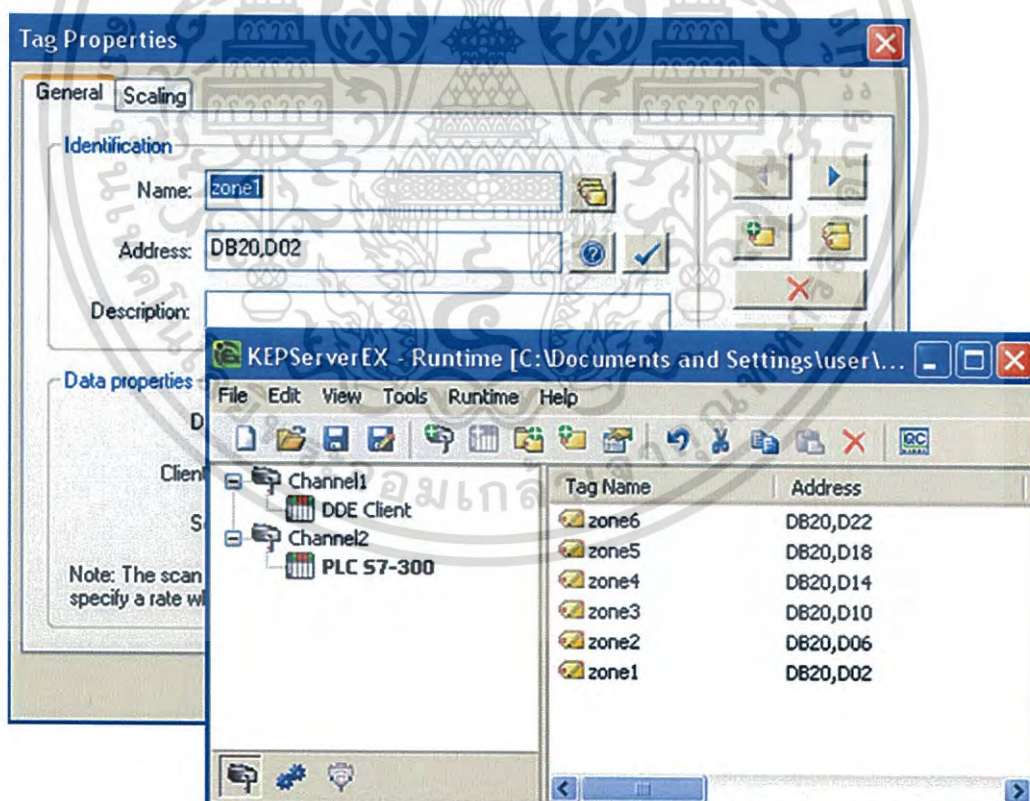 Tag Properties
General Scaling
Identification
Name: zone1
Address: DB20,D02
Description:
Data properties
D
Client
S
Note: The scan
specify a rate w
KEPServerEX - Runtime [C:\Documents and Settings\user\...
File Edit View Tools Runtime Help
QC
Channel1
DDE Client
Channel2
PLC S7-300
Tag Name Address
zone6 DB20,D22
zone5 DB20,D18
zone4 DB20,D14
zone3 DB20,D10
zone2 DB20,D06
zone1 DB20,D02